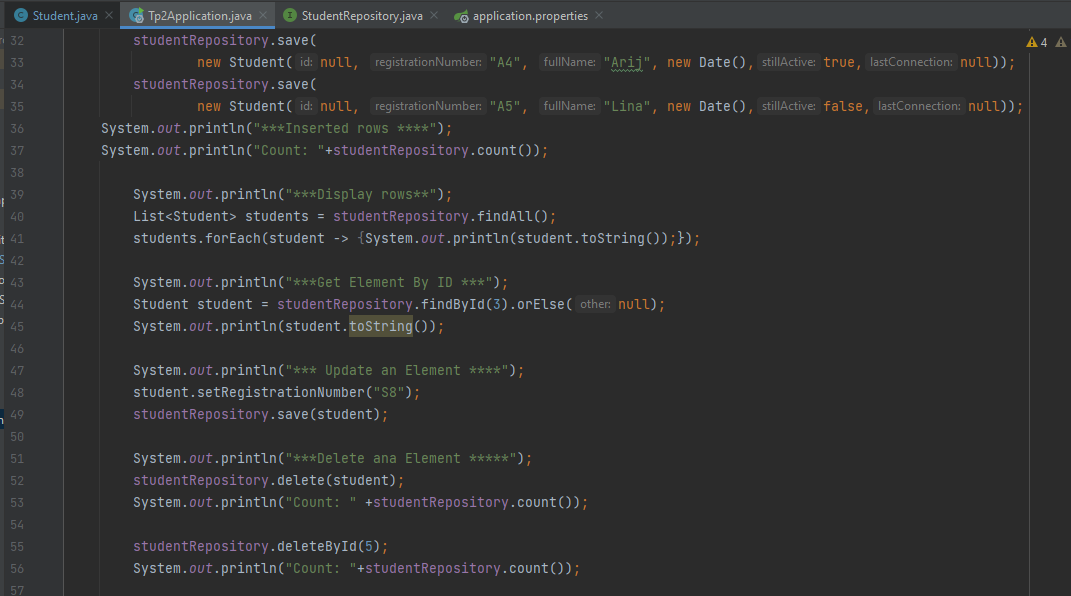 Student.java Tp2Application.java StudentRepository.java application.properties
32 studentRepository.save(
4
33 new Student( id: null, registrationNumber: "A4", fullName: "Arij", new Date(), stillActive: true, lastConnection: null));
34 studentRepository.save(
35 new Student( id: null, registrationNumber: "A5", fullName: "Lina", new Date(), stillActive: false, lastConnection: null));
36 System.out.println("***Inserted rows ****");
37 System.out.println("Count: "+studentRepository.count());
38
39 System.out.println("***Display rows**");
40 List<Student> students = studentRepository.findAll();
41 students.forEach(student -> {System.out.println(student.toString());});
42
43 System.out.println("***Get Element By ID ***");
44 Student student = studentRepository.findById(3).orElse( other: null);
45 System.out.println(student.toString());
46
47 System.out.println("*** Update an Element ****");
48 student.setRegistrationNumber("S8");
49 studentRepository.save(student);
50
51 System.out.println("***Delete ana Element *****");
52 studentRepository.delete(student);
53 System.out.println("Count: " +studentRepository.count());
54
55 studentRepository.deleteById(5);
56 System.out.println("Count: "+studentRepository.count());
57